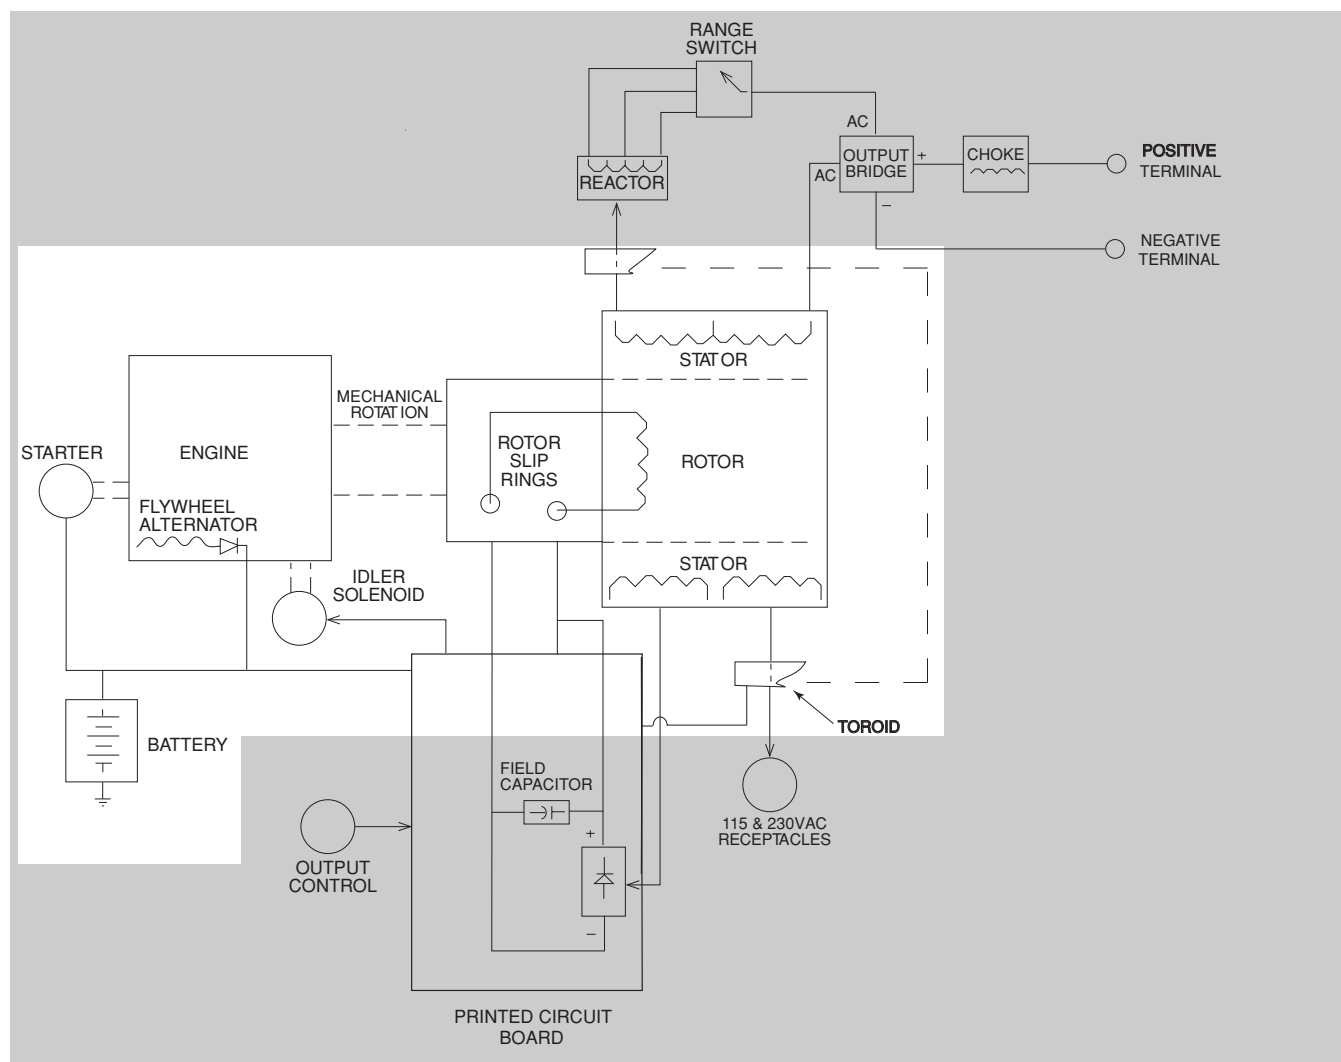 RANGE
SWITCH
AC
OUTPUT
BRIDGE
+
CHOKE
POSITIVE
TERMINAL
REACTOR
AC
–
NEGATIVE
TERMINAL
STATOR
MECHANICAL
ROTATION
STARTER
ENGINE
ROTOR
SLIP
RINGS
ROTOR
FLYWHEEL
ALTERNATOR
STATOR
IDLER
SOLENOID
TOROID
BATTERY
FIELD
CAPACITOR
115 & 230VAC
RECEPTACLES
+
OUTPUT
CONTROL
–
PRINTED CIRCUIT
BOARD